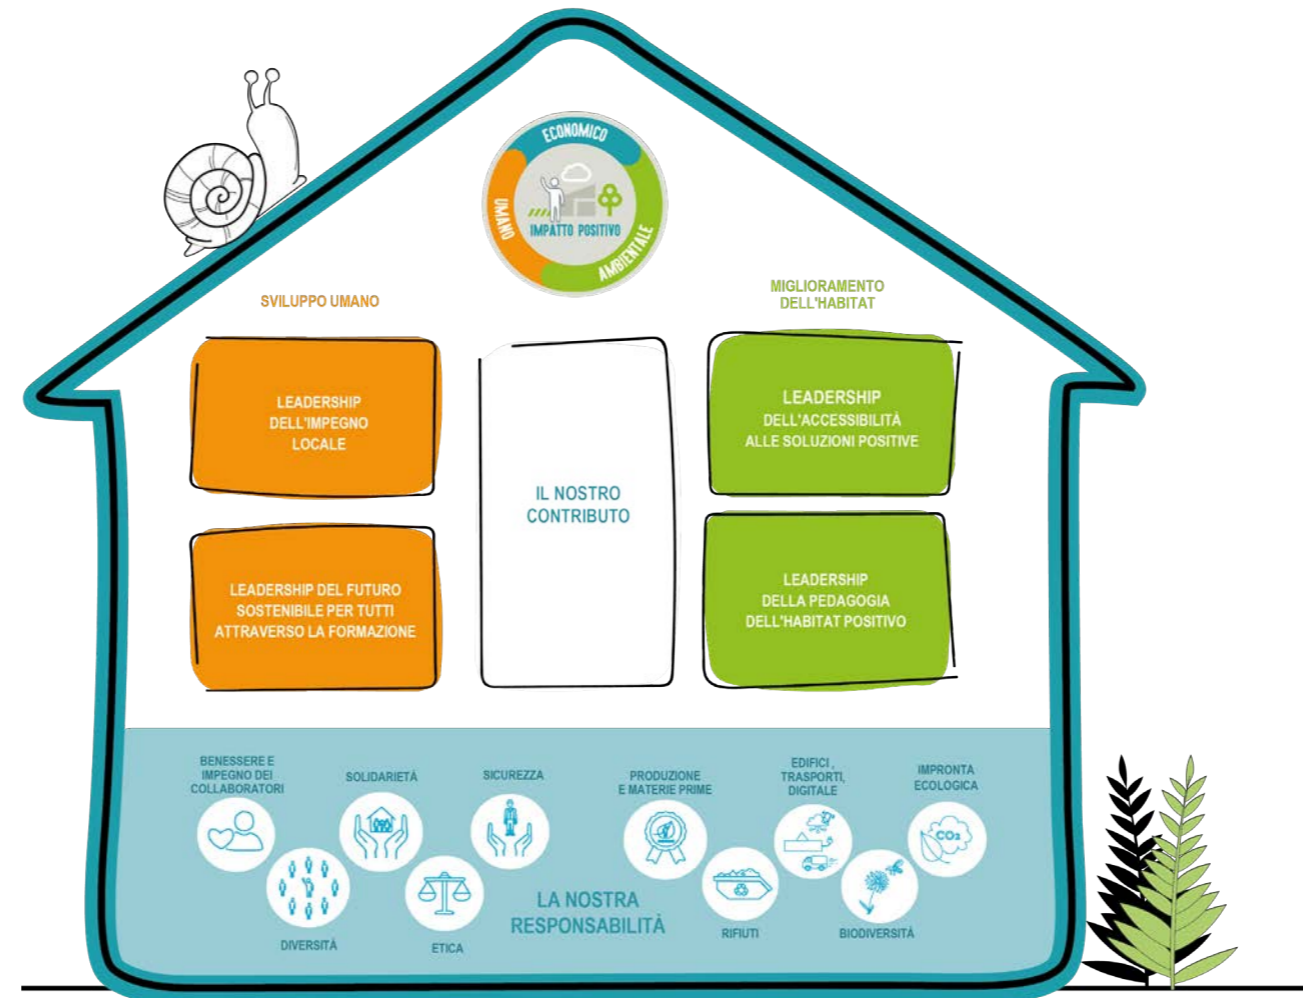 ECONOMICO
UMANO
IMPATTO POSITIVO
AMBIENTALE
SVILUPPO UMANO
MIGLIORAMENTO
DELL'HABITAT
LEADERSHIP
DELL'IMPEGNO
LOCALE
LEADERSHIP
DELL'ACCESSIBILITÀ
ALLE SOLUZIONI POSITIVE
IL NOSTRO
CONTRIBUTO
LEADERSHIP DEL FUTURO
SOSTENIBILE PER TUTTI
ATTRAVERSO LA FORMAZIONE
LEADERSHIP
DELLA PEDAGOGIA
DELL'HABITAT POSITIVO
BENESSERE E
IMPEGNO DEI
COLLABORATORI
SOLIDARIETÀ
SICUREZZA
PRODUZIONE
E MATERIE PRIME
EDIFICI ,
TRASPORTI,
DIGITALE
IMPRONTA
ECOLOGICA
CO2
LA NOSTRA
RESPONSABILITÀ
DIVERSITÀ
ETICA
RIFIUTI
BIODIVERSITÀ